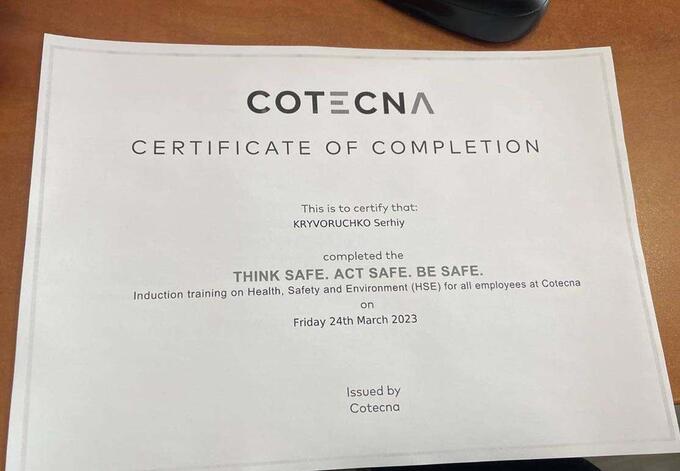 COTECNA
CERTIFICATE OF COMPLETION
This is to certify that:
KRYVORUCHKO Serhiy
completed the
THINK SAFE. ACT SAFE. BE SAFE.
Induction training on Health, Safety and Environment (HSE) for all employees at Cotecna
on
Friday 24th March 2023
Issued by
Cotecna